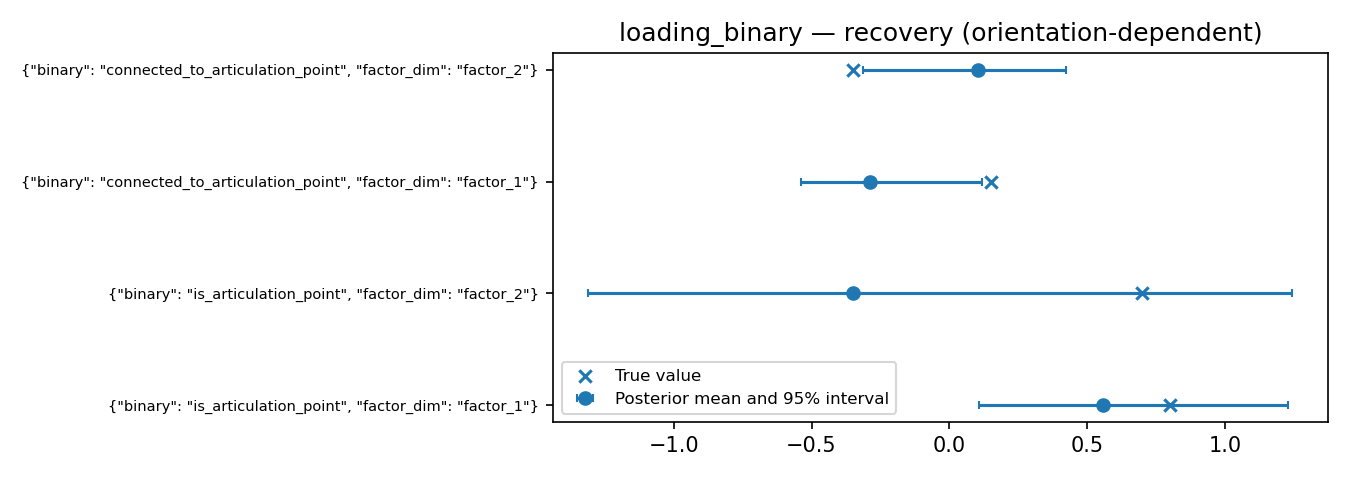 loading_binary — recovery (orientation-dependent)
{"binary": "connected_to_articulation_point", "factor_dim": "factor_2"}
{"binary": "connected_to_articulation_point", "factor_dim": "factor_1"}
{"binary": "is_articulation_point", "factor_dim": "factor_2"}
{"binary": "is_articulation_point", "factor_dim": "factor_1"}
True value
Posterior mean and 95% interval
−1.0 −0.5 0.0 0.5 1.0